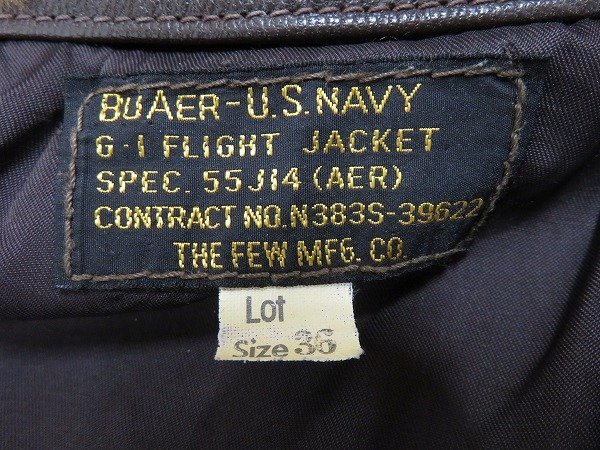 BUAER-U.S.NAVY
G-1 FLIGHT JACKET
SPEC. 55J14 (AER)
CONTRACT NO.N383S-39622
THE FEW MFG. CO.
Lot
Size 36